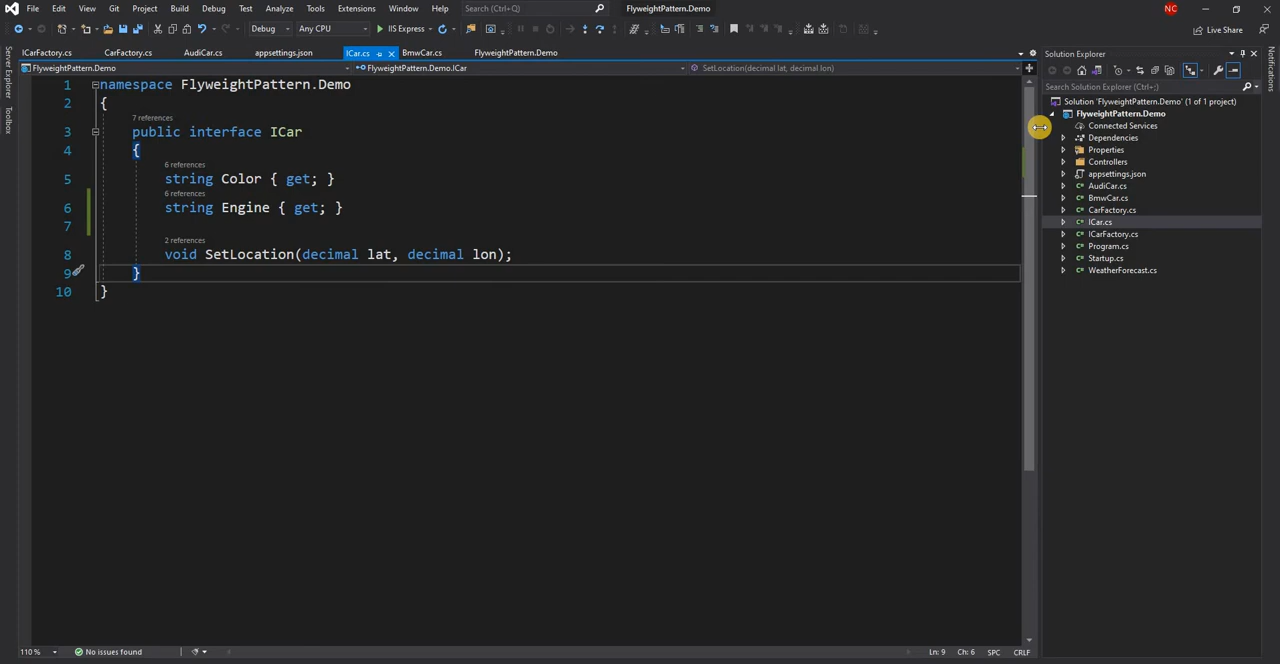 File Edit View Git Project Build Debug Test Analyze Tools Extensions Window Help Search (Ctrl+Q) FlyweightPattern.Demo NC
Debug Any CPU IIS Express Live Share
ICarFactory.cs CarFactory.cs AudiCar.cs appsettings.json ICar.cs BmwCar.cs FlyweightPattern.Demo
FlyweightPattern.Demo FlyweightPattern.Demo.ICar SetLocation(decimal lat, decimal lon)
Server Explorer
Toolbox
1 namespace FlyweightPattern.Demo
2 {
7 references
3 public interface ICar
4 {
6 references
5 string Color { get; }
6 references
6 string Engine { get; }
7
2 references
8 void SetLocation(decimal lat, decimal lon);
9 }
10 }
110 % No issues found Ln: 9 Ch: 6 SPC CRLF
Solution Explorer
Search Solution Explorer (Ctrl+;)
Solution 'FlyweightPattern.Demo' (1 of 1 project)
FlyweightPattern.Demo
Connected Services
Dependencies
Properties
Controllers
appsettings.json
C# AudiCar.cs
C# BmwCar.cs
C# CarFactory.cs
C# ICar.cs
C# ICarFactory.cs
C# Program.cs
C# Startup.cs
C# WeatherForecast.cs
Notifications